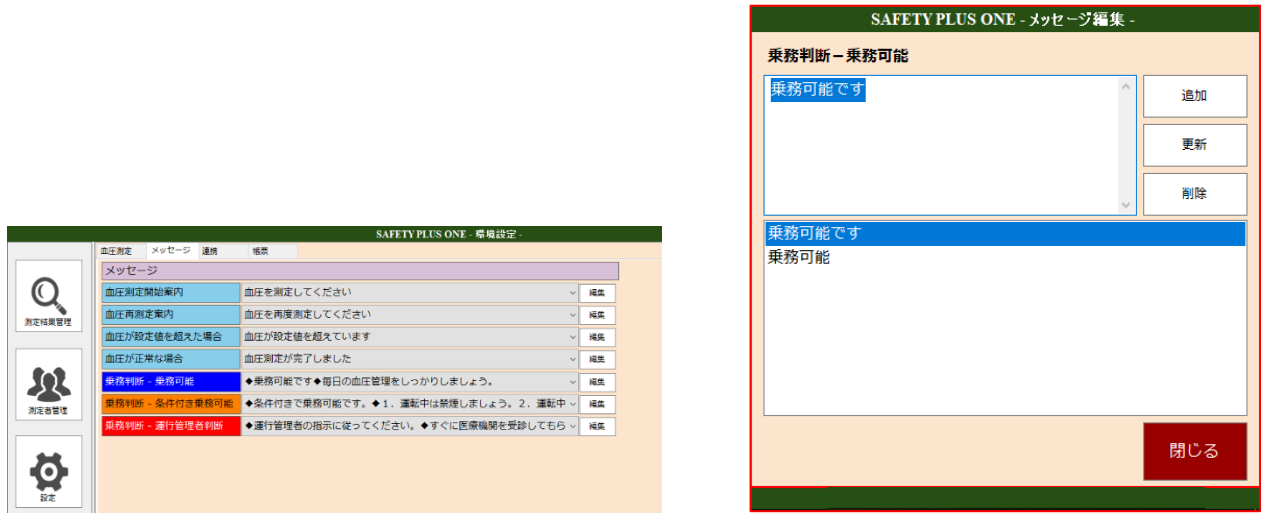 SAFETY PLUS ONE - 環境設定 -
血圧測定 メッセージ 連携 帳票
メッセージ
血圧測定開始案内 血圧を測定してください 編集
血圧再測定案内 血圧を再度測定してください 編集
血圧が設定値を超えた場合 血圧が設定値を超えています 編集
血圧が正常な場合 血圧測定が完了しました 編集
乗務判断 - 乗務可能 ◆乗務可能です◆毎日の血圧管理をしっかりしましょう。 編集
乗務判断 - 条件付き乗務可能 ◆条件付きで乗務可能です。◆１．運転中は禁煙しましょう。２．運転中 編集
乗務判断 - 運行管理者判断 ◆運行管理者の指示に従ってください。◆すぐに医療機関を受診してもら 編集
測定結果管理
測定者管理
設定
SAFETY PLUS ONE - メッセージ編集 -
乗務判断－乗務可能
乗務可能です
追加
更新
削除
乗務可能です
乗務可能
閉じる